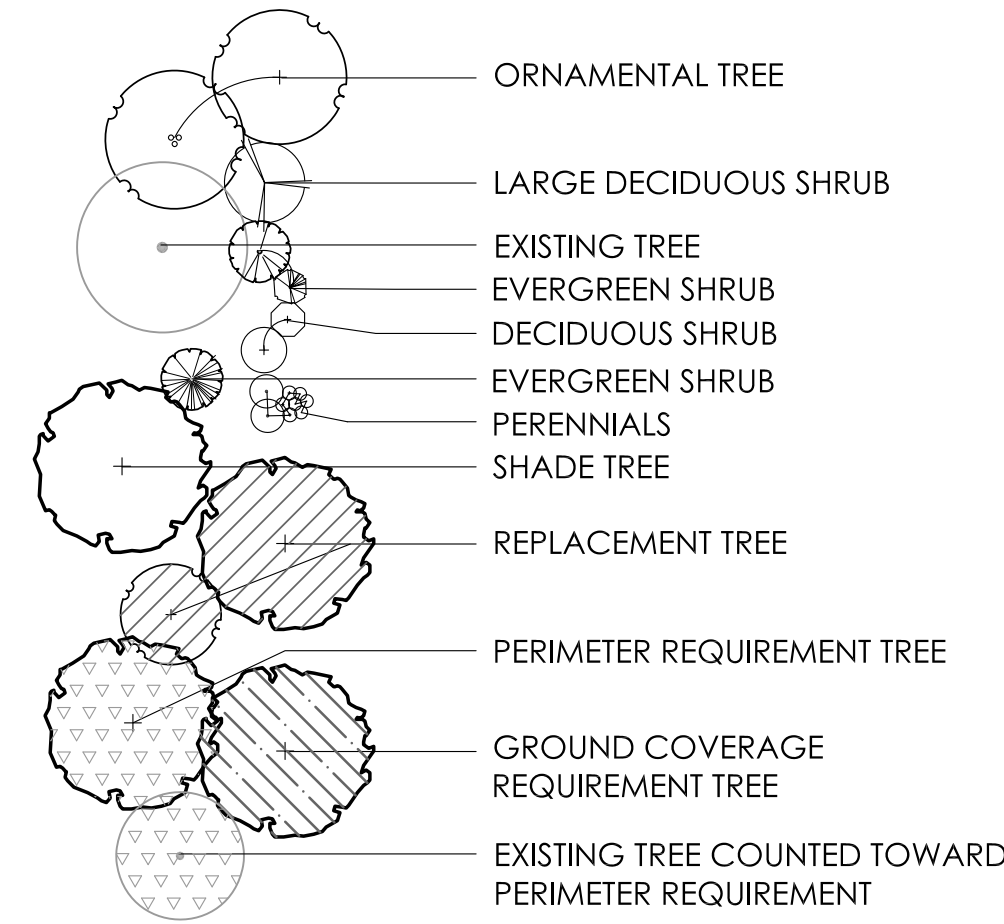 ORNAMENTAL TREE
LARGE DECIDUOUS SHRUB
EXISTING TREE
EVERGREEN SHRUB
DECIDUOUS SHRUB
EVERGREEN SHRUB
PERENNIALS
SHADE TREE
REPLACEMENT TREE
PERIMETER REQUIREMENT TREE
GROUND COVERAGE
REQUIREMENT TREE
EXISTING TREE COUNTED TOWARD
PERIMETER REQUIREMENT